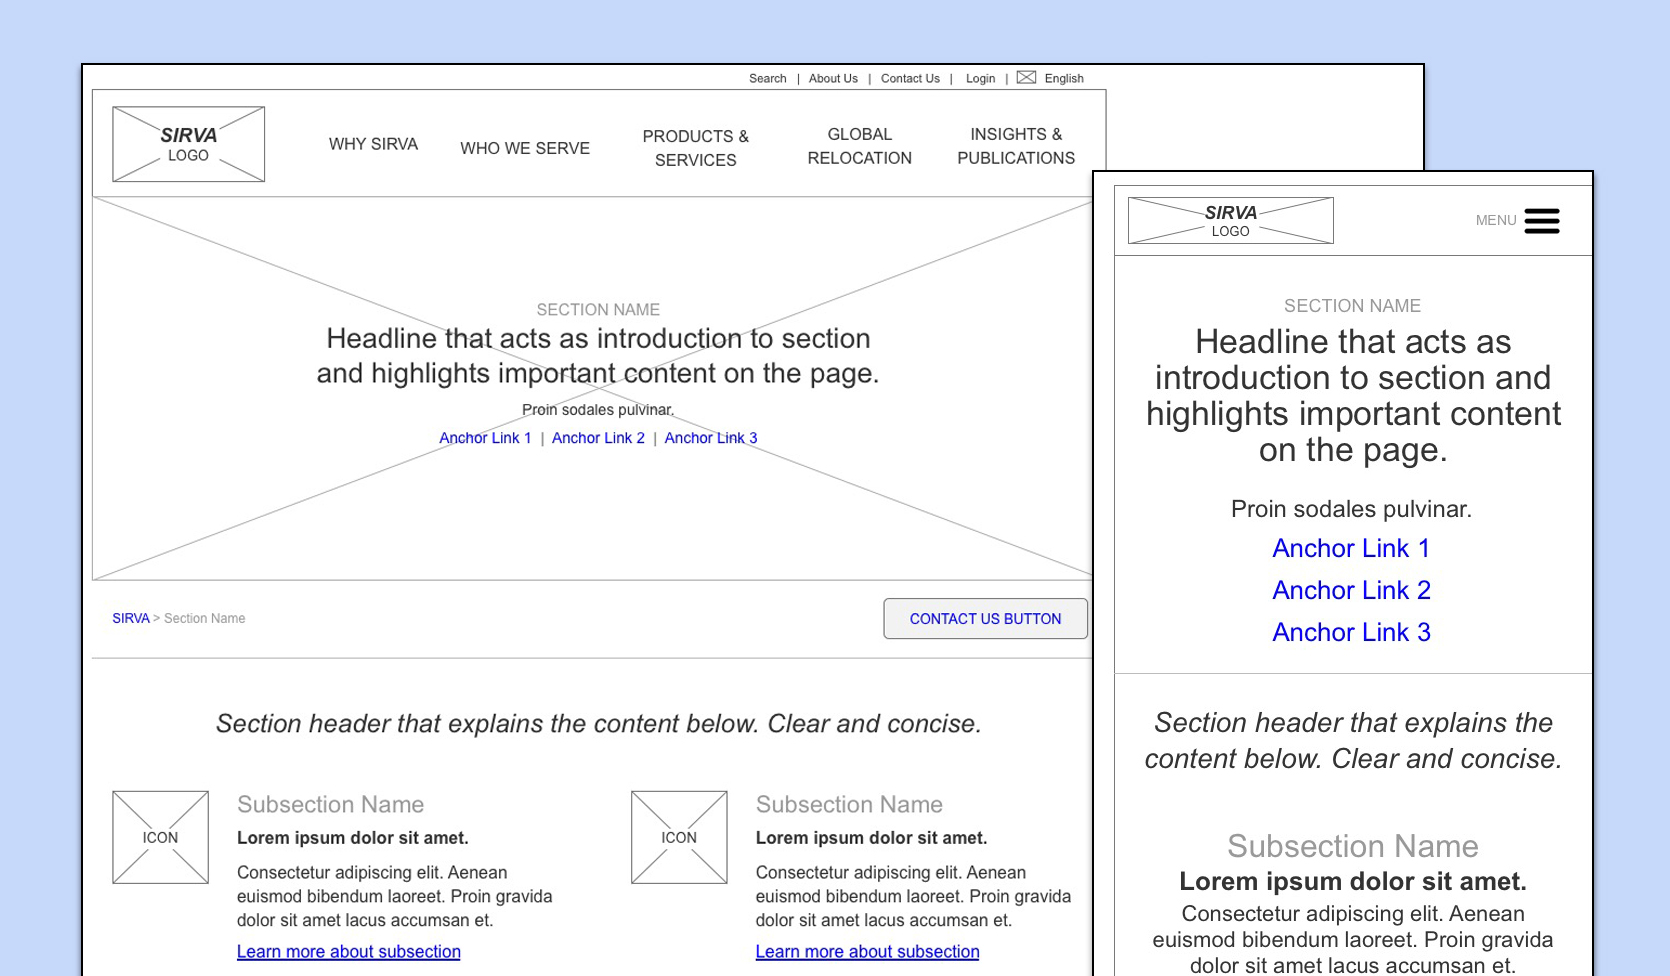 Search | About Us | Contact Us | Login | English
SIRVA
LOGO
WHY SIRVA
WHO WE SERVE
PRODUCTS &
SERVICES
GLOBAL
RELOCATION
INSIGHTS &
PUBLICATIONS
SECTION NAME
Headline that acts as introduction to section
and highlights important content on the page.
Proin sodales pulvinar.
Anchor Link 1 | Anchor Link 2 | Anchor Link 3
SIRVA > Section Name
CONTACT US BUTTON
Section header that explains the content below. Clear and concise.
ICON
Subsection Name
Lorem ipsum dolor sit amet.
Consectetur adipiscing elit. Aenean
euismod bibendum laoreet. Proin gravida
dolor sit amet lacus accumsan et.
Learn more about subsection
ICON
Subsection Name
Lorem ipsum dolor sit amet.
Consectetur adipiscing elit. Aenean
euismod bibendum laoreet. Proin gravida
dolor sit amet lacus accumsan et.
Learn more about subsection
SIRVA
LOGO
MENU
SECTION NAME
Headline that acts as
introduction to section and
highlights important content
on the page.
Proin sodales pulvinar.
Anchor Link 1
Anchor Link 2
Anchor Link 3
Section header that explains the
content below. Clear and concise.
Subsection Name
Lorem ipsum dolor sit amet.
Consectetur adipiscing elit. Aenean
euismod bibendum laoreet. Proin gravida
dolor sit amet lacus accumsan et.